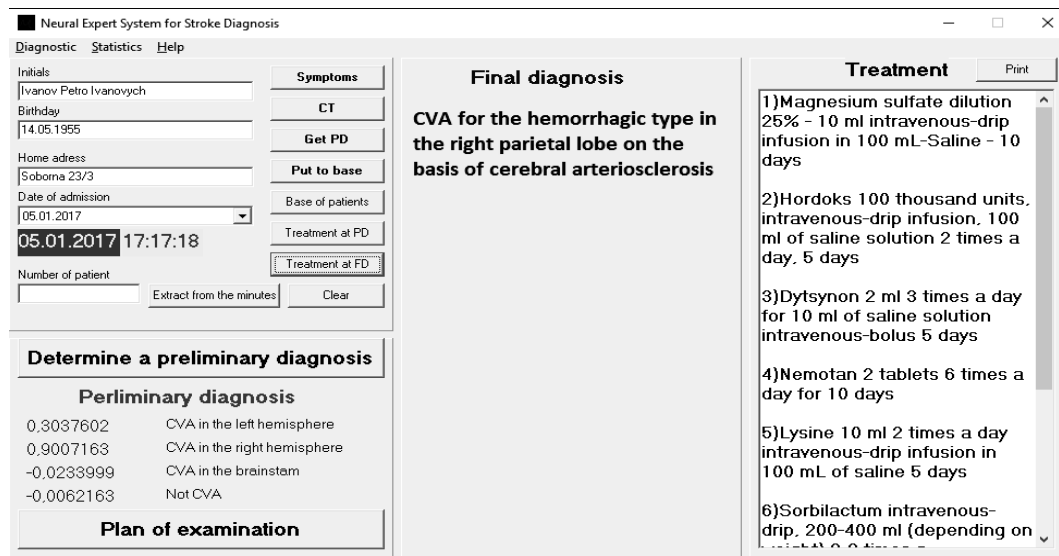 Neural Expert System for Stroke Diagnosis
Diagnostic Statistics Help
Initials
Ivanov Petro Ivanovych
Birthday
14.05.1955
Home adress
Soborna 23/3
Date of admission
05.01.2017
05.01.2017 17:17:18
Number of patient
Extract from the minutes
Symptoms
CT
Get PD
Put to base
Base of patients
Treatment at PD
Treatment at FD
Clear
Determine a preliminary diagnosis
Perliminary diagnosis
0,3037602 CVA in the left hemisphere
0,9007163 CVA in the right hemisphere
-0,0233999 CVA in the brainstam
-0,0062163 Not CVA
Plan of examination
Final diagnosis
CVA for the hemorrhagic type in
the right parietal lobe on the
basis of cerebral arteriosclerosis
Treatment
Print
1)Magnesium sulfate dilution
25% - 10 ml intravenous-drip
infusion in 100 mL-Saline - 10
days
2)Hordoks 100 thousand units,
intravenous-drip infusion, 100
ml of saline solution 2 times a
day, 5 days
3)Dytsynon 2 ml 3 times a day
for 10 ml of saline solution
intravenous-bolus 5 days
4)Nemotan 2 tablets 6 times a
day for 10 days
5)Lysine 10 ml 2 times a day
intravenous-drip infusion in
100 mL of saline 5 days
6)Sorbilactum intravenous-
drip, 200-400 ml (depending on